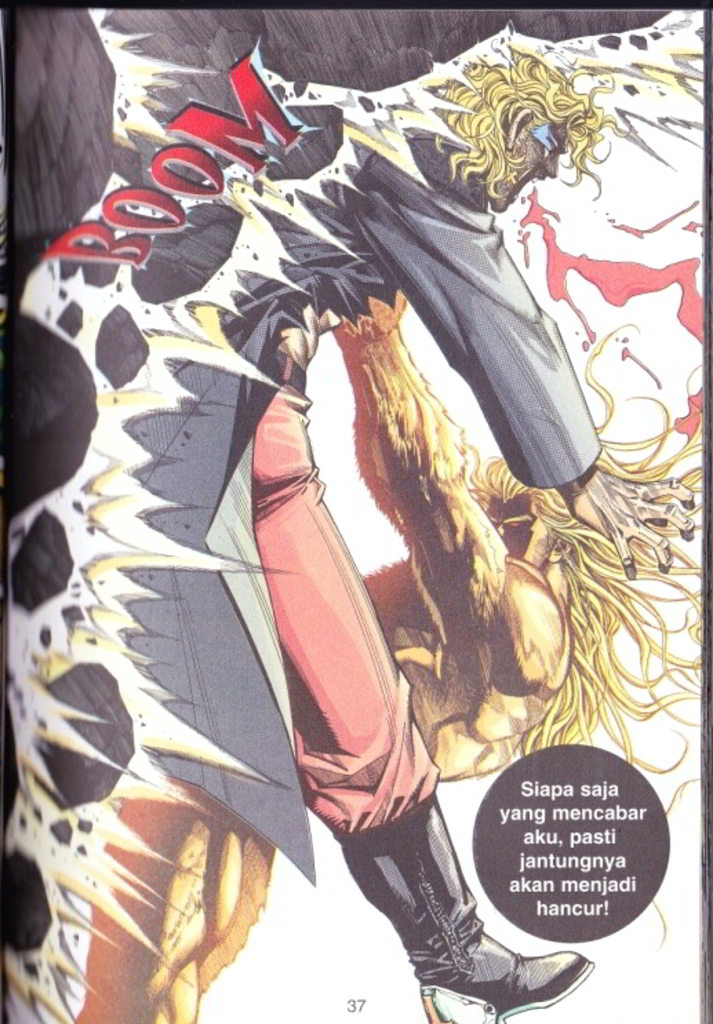 BOOM
Siapa saja
yang mencabar
aku, pasti
jantungnya
akan menjadi
hancur!
37